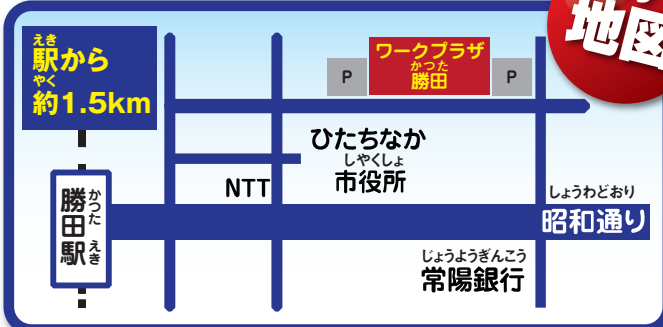 えき
駅から
やく
約1.5km
地図
ワークプラザ
かつた
勝田
P
P
ひたちなか
しやくしょ
市役所
NTT
かつた えき
勝田駅
しょうわどおり
昭和通り
じょうようぎんこう
常陽銀行